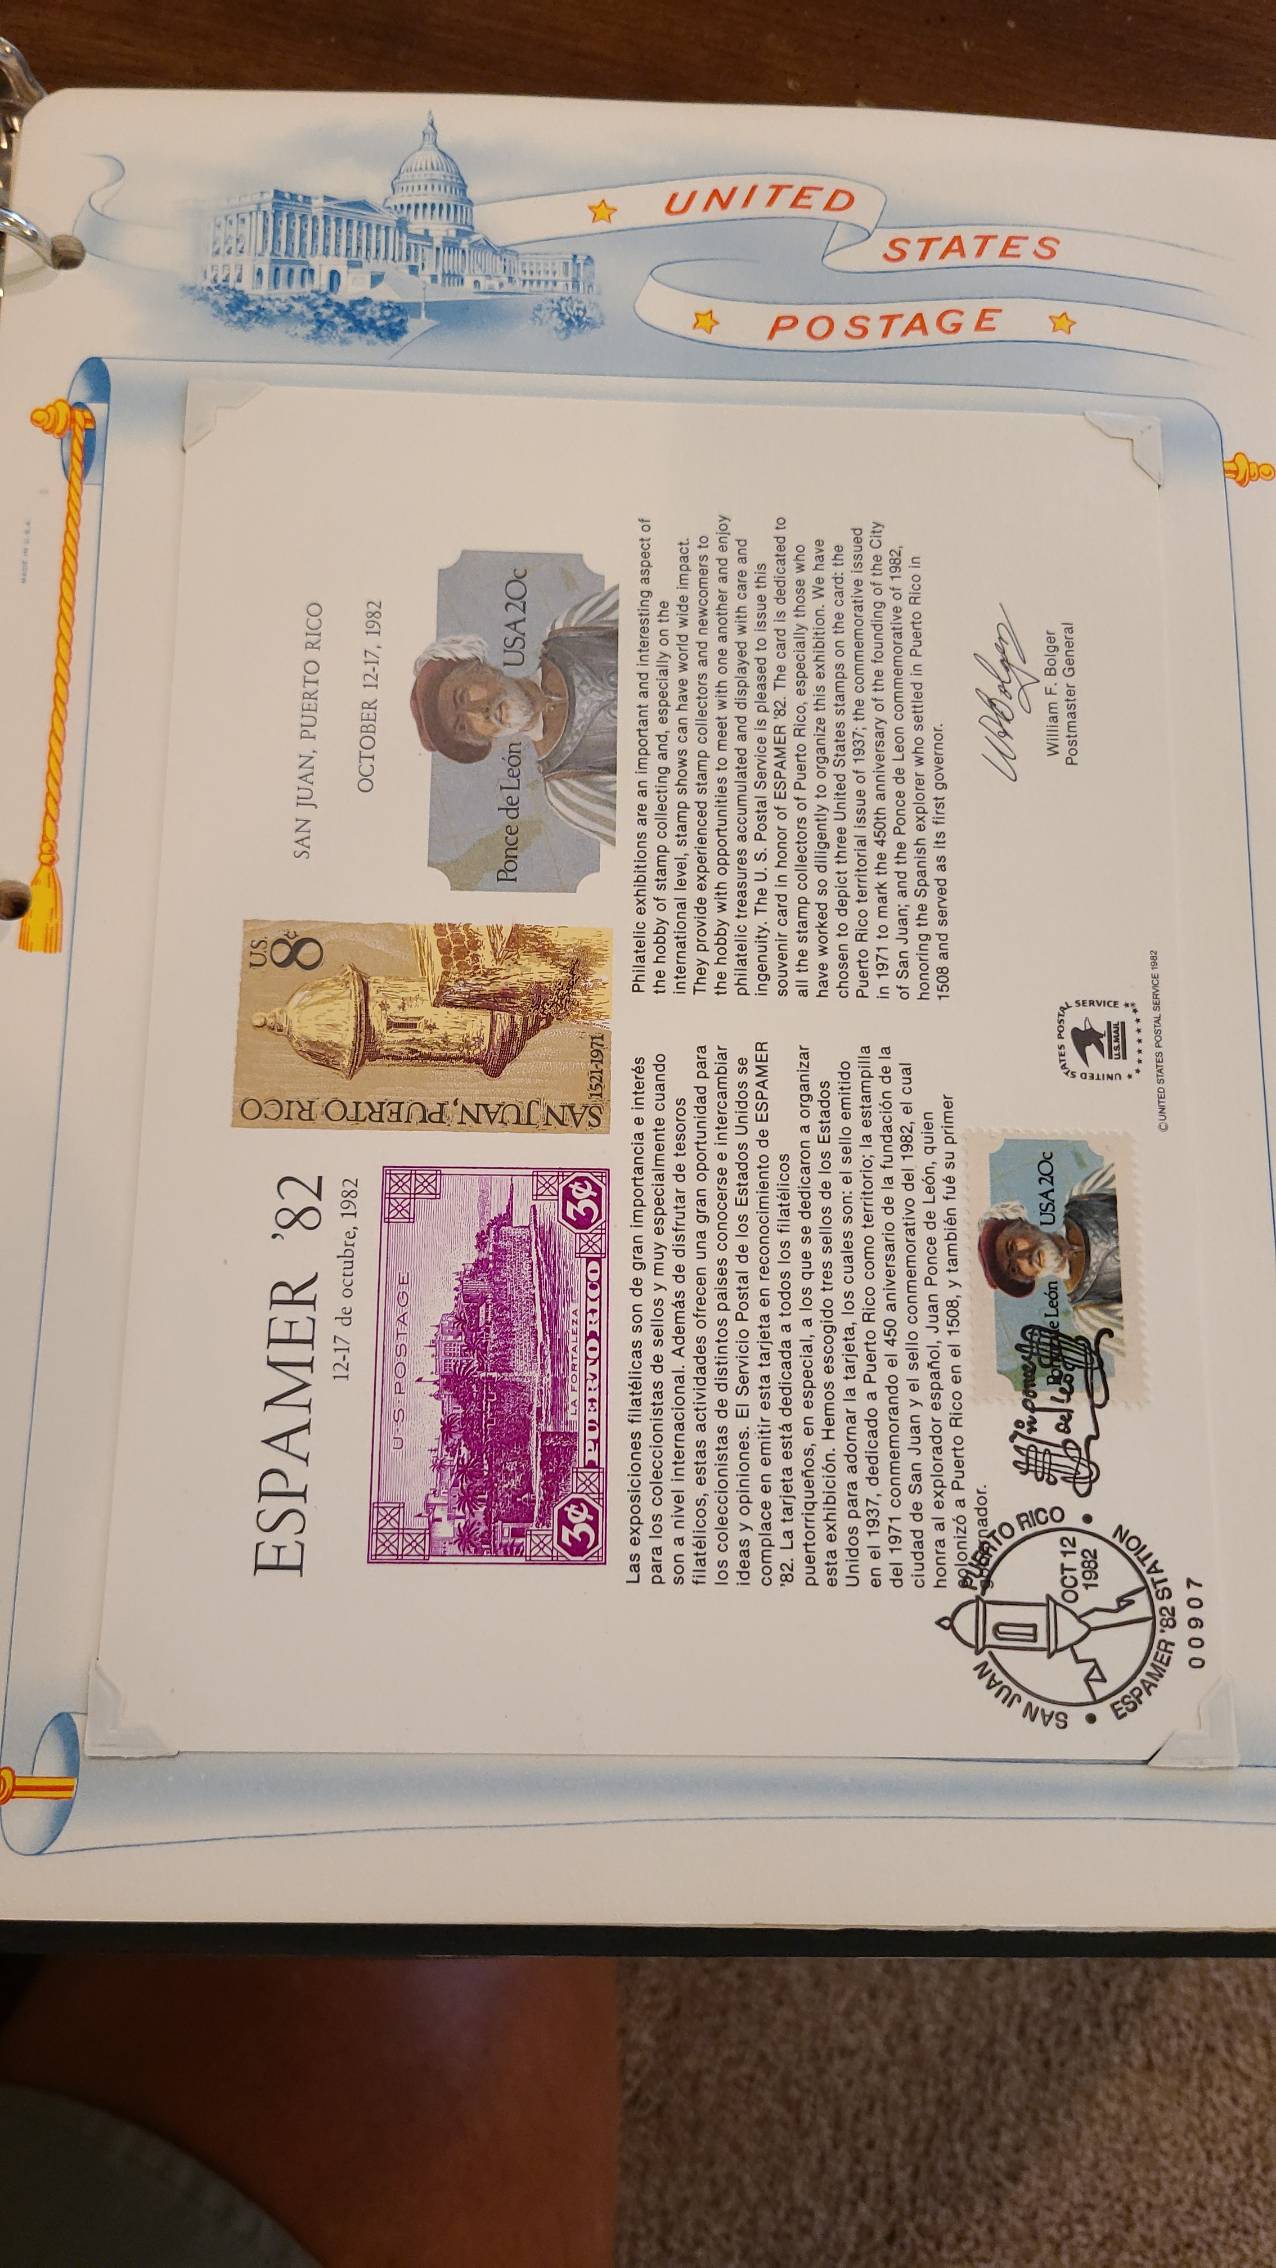 MADE IN U.S.A.
UNITED
STATES
POSTAGE
ESPAMER '82
12-17 de octubre, 1982
SAN JUAN, PUERTO RICO
OCTOBER 12-17, 1982
U·S·POSTAGE
LA FORTALEZA
3¢ PUERTO RICO 3¢
U.S.
8¢
SAN JUAN, PUERTO RICO
1521-1971
Ponce de León USA 20c
Las exposiciones filatélicas son de gran importancia e interés
para los coleccionistas de sellos y muy especialmente cuando
son a nivel internacional. Además de disfrutar de tesoros
filatélicos, estas actividades ofrecen una gran oportunidad para
los coleccionistas de distintos paises conocerse e intercambiar
ideas y opiniones. El Servicio Postal de los Estados Unidos se
complace en emitir esta tarjeta en reconocimiento de ESPAMER
'82. La tarjeta está dedicada a todos los filatélicos
puertorriqueños, en especial, a los que se dedicaron a organizar
esta exhibición. Hemos escogido tres sellos de los Estados
Unidos para adornar la tarjeta, los cuales son: el sello emitido
en el 1937, dedicado a Puerto Rico como territorio; la estampilla
del 1971 conmemorando el 450 aniversario de la fundación de la
ciudad de San Juan y el sello conmemorativo del 1982, el cual
honra al explorador español, Juan Ponce de León, quien
colonizó a Puerto Rico en el 1508, y también fué su primer
gobernador.
Philatelic exhibitions are an important and interesting aspect of
the hobby of stamp collecting and, especially on the
international level, stamp shows can have world wide impact.
They provide experienced stamp collectors and newcomers to
the hobby with opportunities to meet with one another and enjoy
philatelic treasures accumulated and displayed with care and
ingenuity. The U. S. Postal Service is pleased to issue this
souvenir card in honor of ESPAMER '82. The card is dedicated to
all the stamp collectors of Puerto Rico, especially those who
have worked so diligently to organize this exhibition. We have
chosen to depict three United States stamps on the card: the
Puerto Rico territorial issue of 1937; the commemorative issued
in 1971 to mark the 450th anniversary of the founding of the City
of San Juan; and the Ponce de Leon commemorative of 1982,
honoring the Spanish explorer who settled in Puerto Rico in
1508 and served as its first governor.
WFBolger
William F. Bolger
Postmaster General
SAN JUAN PUERTO RICO
OCT 12
1982
ESPAMER '82 STATION
00907
ponce
de león
Ponce de León USA 20c
UNITED STATES POSTAL SERVICE
U.S.MAIL
©UNITED STATES POSTAL SERVICE 1982